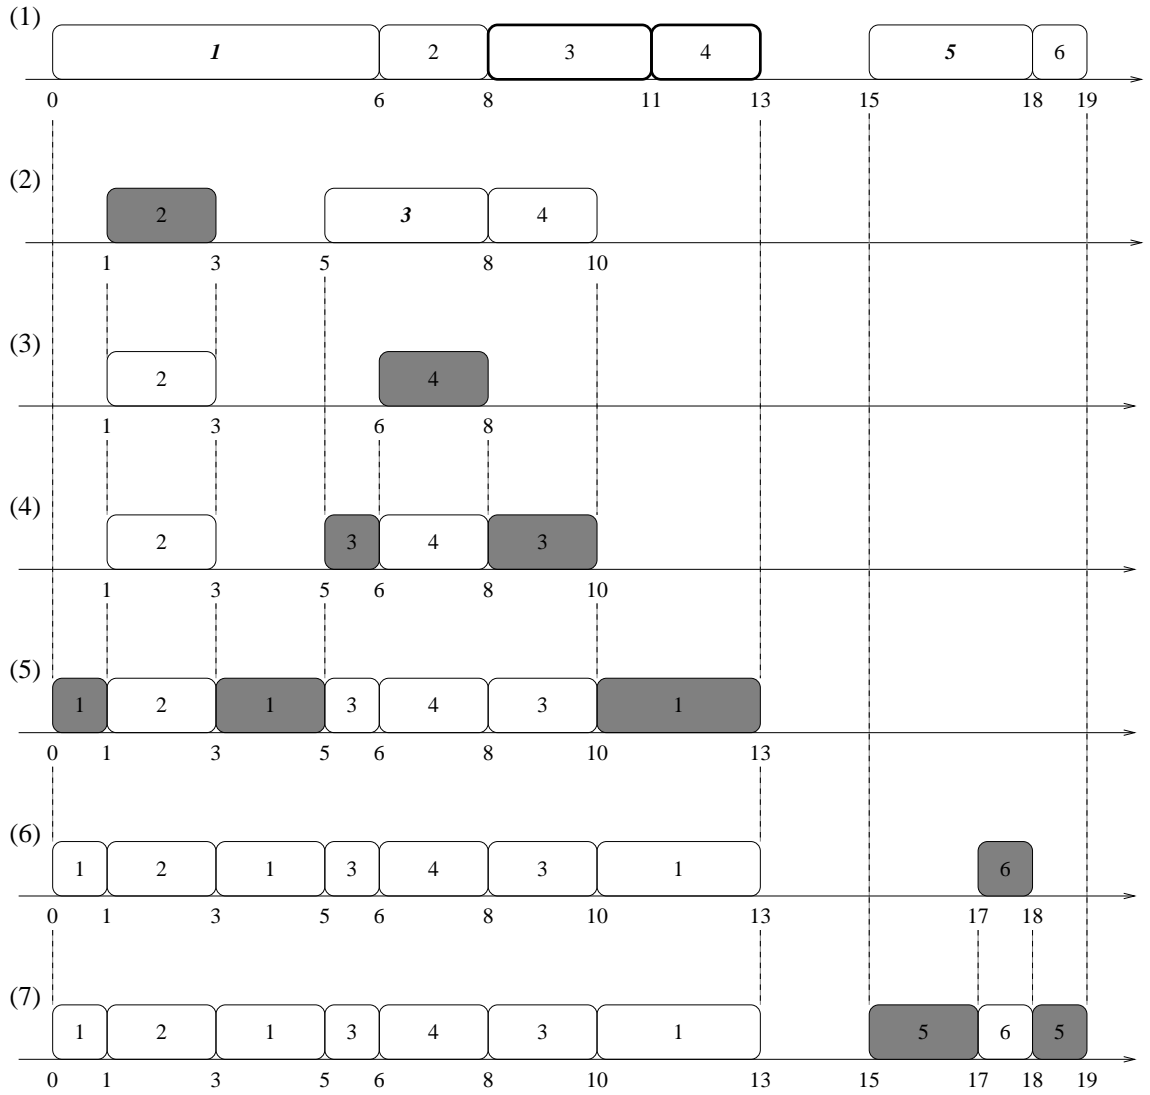 (1)
1 2 3 4 5 6
0 6 8 11 13 15 18 19
(2)
2 3 4
1 3 5 8 10
(3)
2 4
1 3 6 8
(4)
2 3 4 3
1 3 5 6 8 10
(5)
1 2 1 3 4 3 1
0 1 3 5 6 8 10 13
(6)
1 2 1 3 4 3 1 6
0 1 3 5 6 8 10 13 17 18
(7)
1 2 1 3 4 3 1 5 6 5
0 1 3 5 6 8 10 13 15 17 18 19